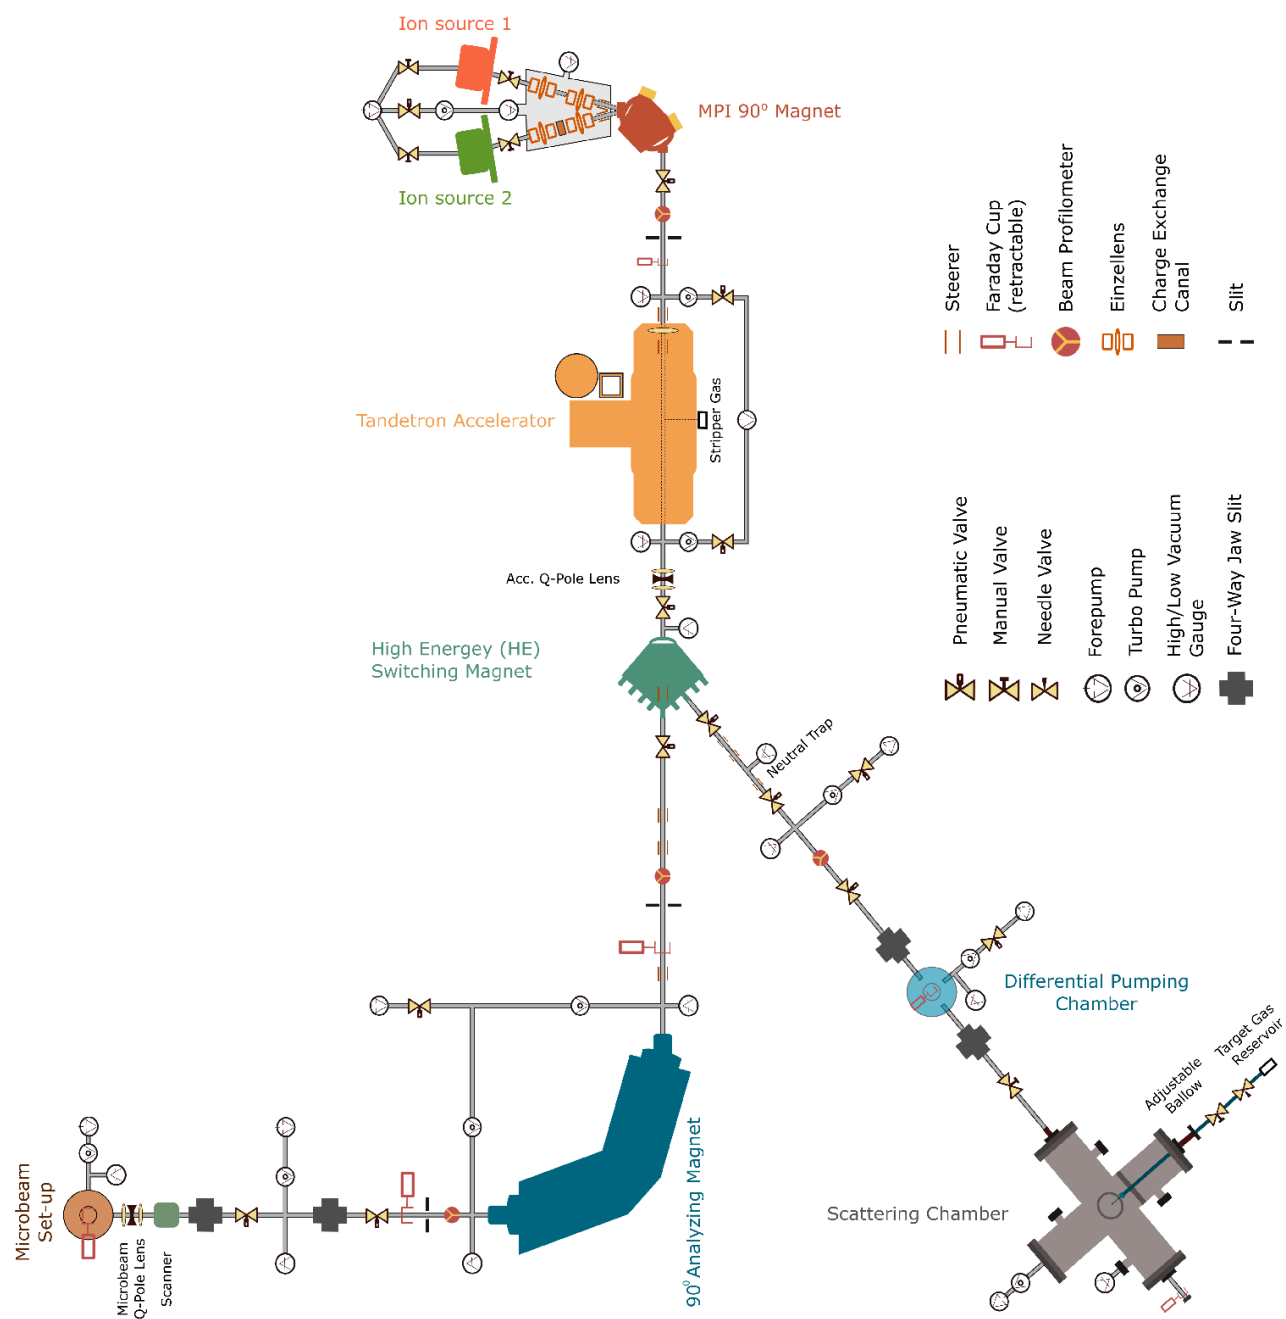 Ion source 1
MPI 90º Magnet
Ion source 2
Steerer
Faraday Cup
(retractable)
Beam Profilometer
Einzellens
Charge Exchange
Canal
Slit
Tandetron Accelerator
Stripper Gas
Acc. Q-Pole Lens
High Energey (HE)
Switching Magnet
Pneumatic Valve
Manual Valve
Needle Valve
Forepump
Turbo Pump
High/Low Vacuum
Gauge
Four-Way Jaw Slit
Neutral Trap
Differential Pumping
Chamber
Target Gas
Reservoir
Adjustable
Ballow
90⁰ Analyzing Magnet
Scattering Chamber
Microbeam
Set-up
Microbeam
Q-Pole Lens
Scanner